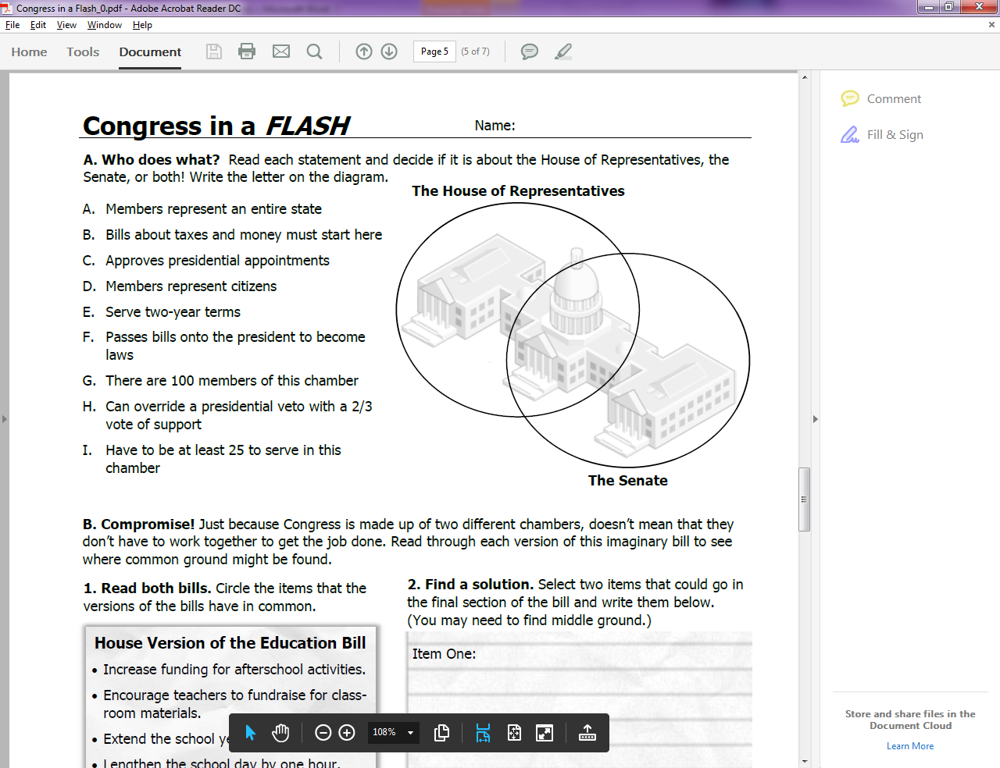 Congress in a Flash_0.pdf - Adobe Acrobat Reader DC
File Edit View Window Help
Home Tools Document Page 5 (5 of 7)
Comment
Fill & Sign
Congress in a FLASH Name:
A. Who does what? Read each statement and decide if it is about the House of Representatives, the
Senate, or both! Write the letter on the diagram.
The House of Representatives
A. Members represent an entire state
B. Bills about taxes and money must start here
C. Approves presidential appointments
D. Members represent citizens
E. Serve two-year terms
F. Passes bills onto the president to become
laws
G. There are 100 members of this chamber
H. Can override a presidential veto with a 2/3
vote of support
I. Have to be at least 25 to serve in this
chamber
The Senate
B. Compromise! Just because Congress is made up of two different chambers, doesn’t mean that they
don’t have to work together to get the job done. Read through each version of this imaginary bill to see
where common ground might be found.
1. Read both bills. Circle the items that the
versions of the bills have in common.
House Version of the Education Bill
• Increase funding for afterschool activities.
• Encourage teachers to fundraise for class-
room materials.
• Extend the school
• Lengthen the school day by one hour.
2. Find a solution. Select two items that could go in
the final section of the bill and write them below.
(You may need to find middle ground.)
Item One:
108%
Store and share files in the
Document Cloud
Learn More